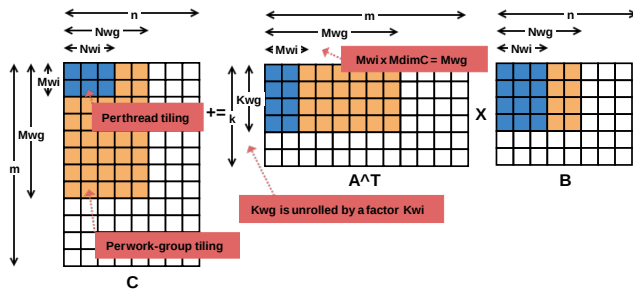 n
Nwg
Nwi
Mwi
Mwg
m
Perthread tiling
Perwork-group tiling
C
+=
m
Mwg
Mwi
Mwi x MdimC = Mwg
Kwg
k
A^T
Kwg is unrolled by a factor Kwi
X
n
Nwg
Nwi
B